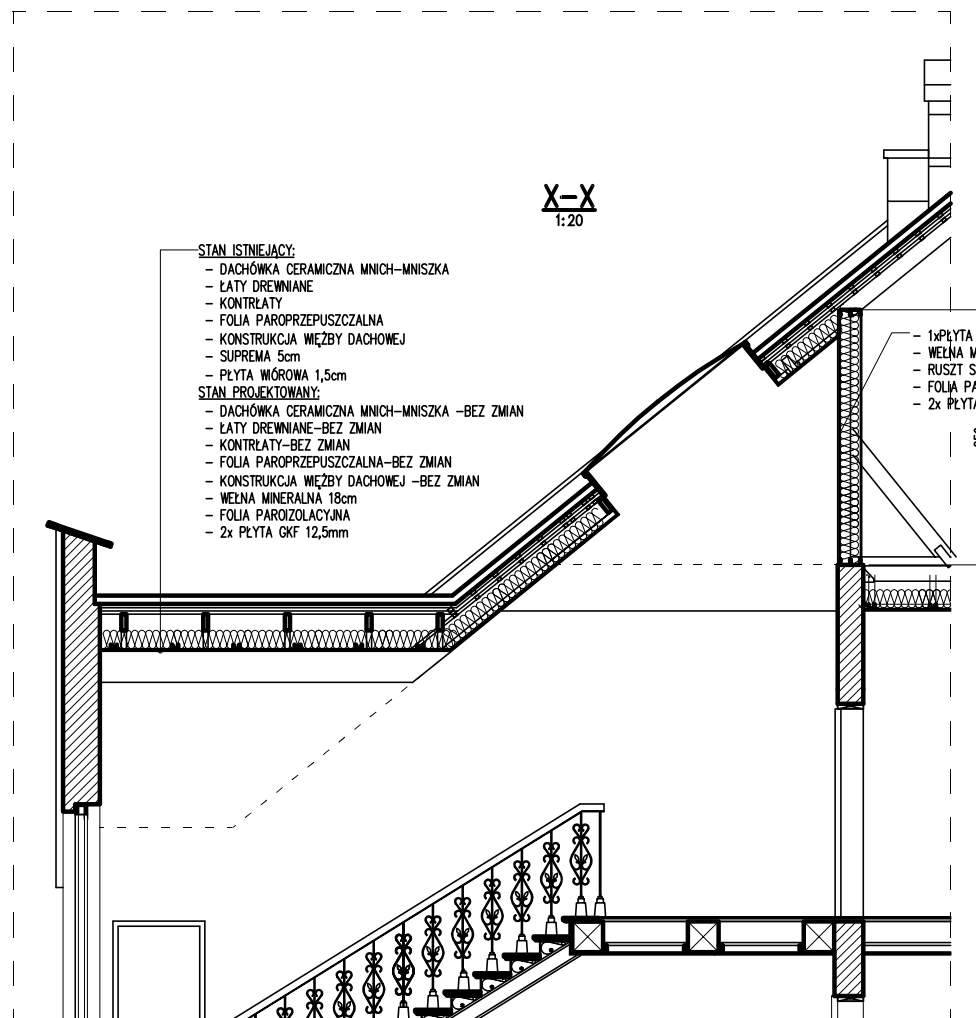 X-X
1:20
STAN ISTNIEJĄCY:
- DACHÓWKA CERAMICZNA MNICH-MNISZKA
- ŁATY DREWNIANE
- KONTRŁATY
- FOLIA PAROPRZEPUSZCZALNA
- KONSTRUKCJA WIĘŹBY DACHOWEJ
- SUPREMA 5cm
- PŁYTA WIÓROWA 1,5cm
STAN PROJEKTOWANY:
- DACHÓWKA CERAMICZNA MNICH-MNISZKA -BEZ ZMIAN
- ŁATY DREWNIANE-BEZ ZMIAN
- KONTRŁATY-BEZ ZMIAN
- FOLIA PAROPRZEPUSZCZALNA-BEZ ZMIAN
- KONSTRUKCJA WIĘŹBY DACHOWEJ -BEZ ZMIAN
- WEŁNA MINERALNA 18cm
- FOLIA PAROIZOLACYJNA
- 2x PŁYTA GKF 12,5mm
- 1xPŁYTA
- WEŁNA M
- RUSZT S
- FOLIA PA
- 2x PŁYTA